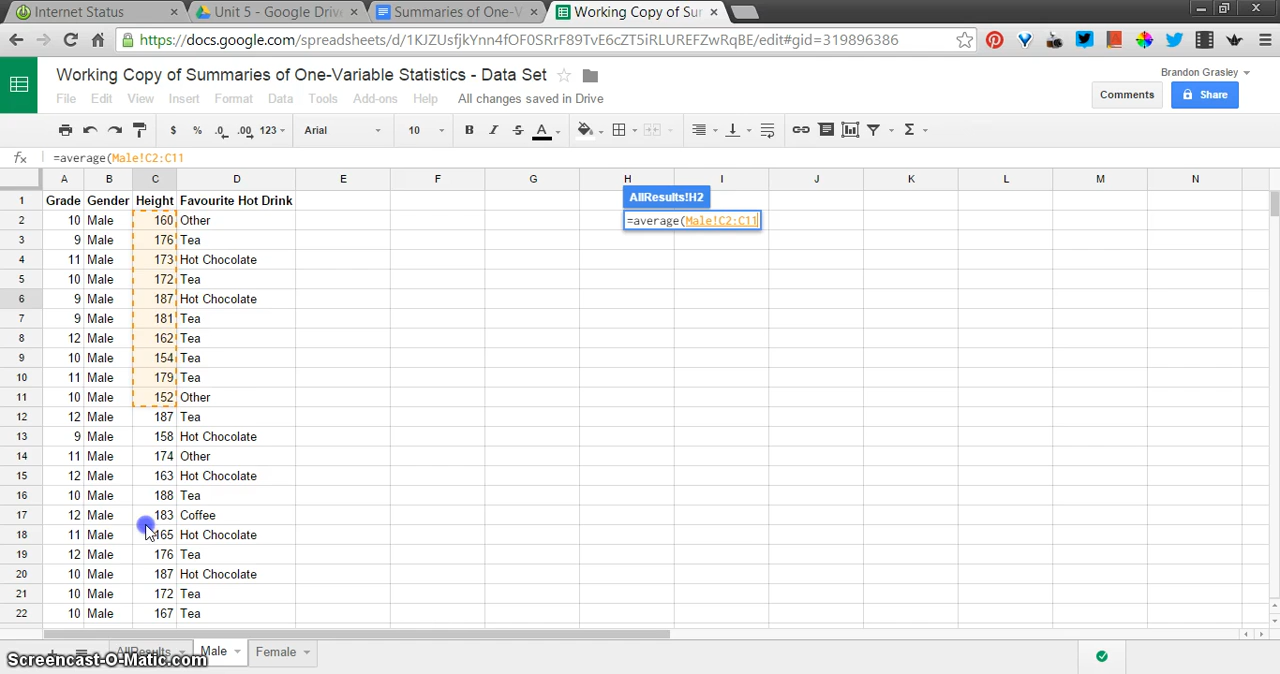 Internet Status × Unit 5 - Google Drive × Summaries of One-V × Working Copy of Sum ×
https://docs.google.com/spreadsheets/d/1KJZUsfjkYnn4fOF0SRrF89TvE6cZT5iRLUREFZwRqBE/edit#gid=319896386
Working Copy of Summaries of One-Variable Statistics - Data Set
Brandon Grasley
File Edit View Insert Format Data Tools Add-ons Help All changes saved in Drive
Comments Share
$ % .0 .00 123 Arial 10 B I S A Σ
fx =average(Male!C2:C11
A B C D E F G H I J K L M N
1 Grade Gender Height Favourite Hot Drink AllResults!H2
2 10 Male 160 Other =average(Male!C2:C11
3 9 Male 176 Tea
4 11 Male 173 Hot Chocolate
5 10 Male 172 Tea
6 9 Male 187 Hot Chocolate
7 9 Male 181 Tea
8 12 Male 162 Tea
9 10 Male 154 Tea
10 11 Male 179 Tea
11 10 Male 152 Other
12 12 Male 187 Tea
13 9 Male 158 Hot Chocolate
14 11 Male 174 Other
15 12 Male 163 Hot Chocolate
16 10 Male 188 Tea
17 12 Male 183 Coffee
18 11 Male 165 Hot Chocolate
19 12 Male 176 Tea
20 10 Male 187 Hot Chocolate
21 10 Male 172 Tea
22 10 Male 167 Tea
AllResults Male Female
Screencast-O-Matic.com